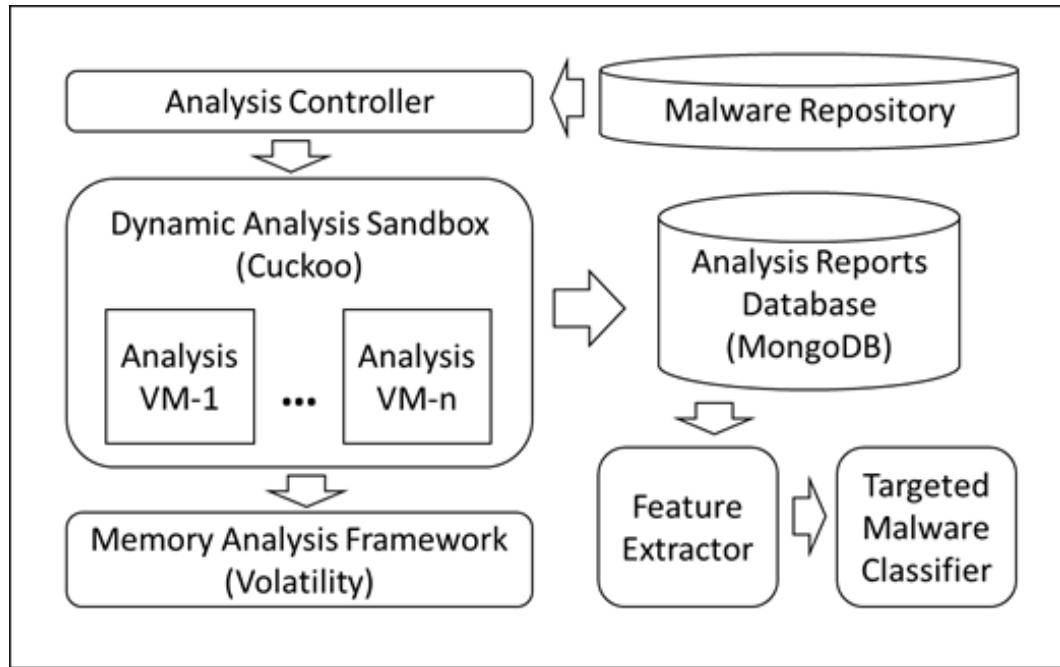 Analysis Controller
Malware Repository
Dynamic Analysis Sandbox
(Cuckoo)
Analysis
VM-1
...
Analysis
VM-n
Memory Analysis Framework
(Volatility)
Analysis Reports
Database
(MongoDB)
Feature
Extractor
Targeted
Malware
Classifier